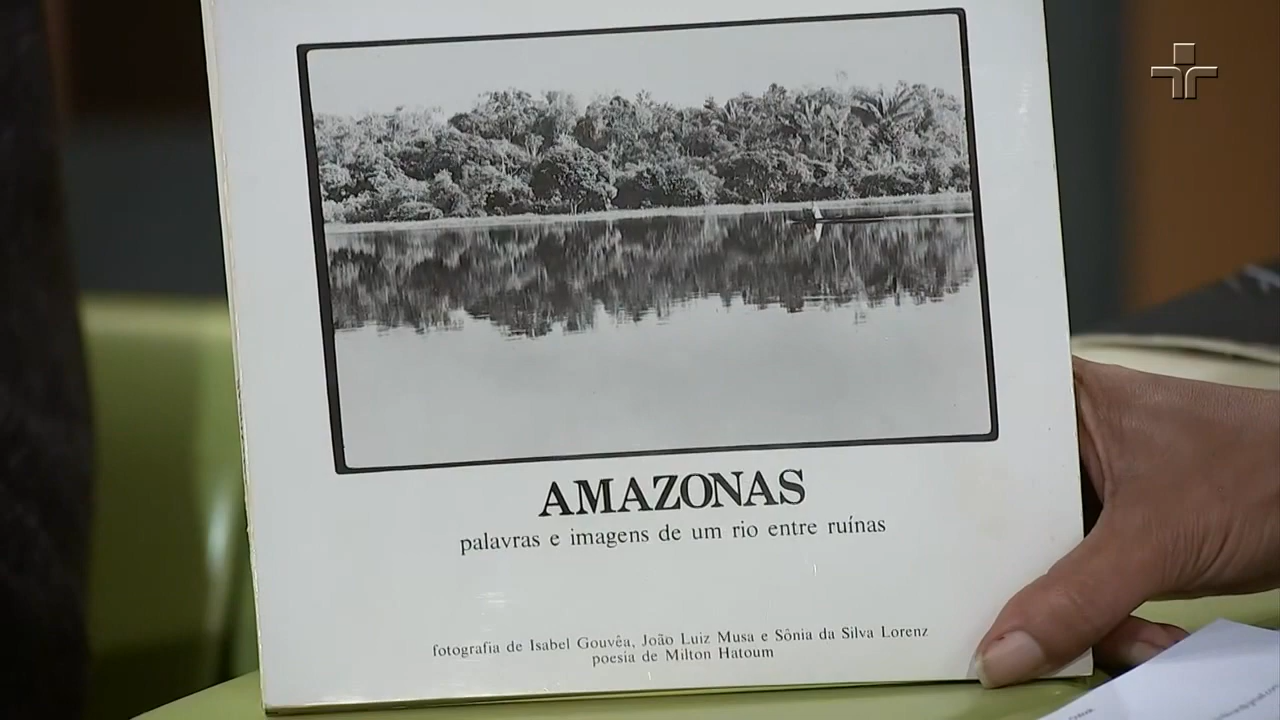 AMAZONAS
palavras e imagens de um rio entre ruínas
fotografia de Isabel Gouvêa, João Luiz Musa e Sônia da Silva Lorenz
poesia de Milton Hatoum